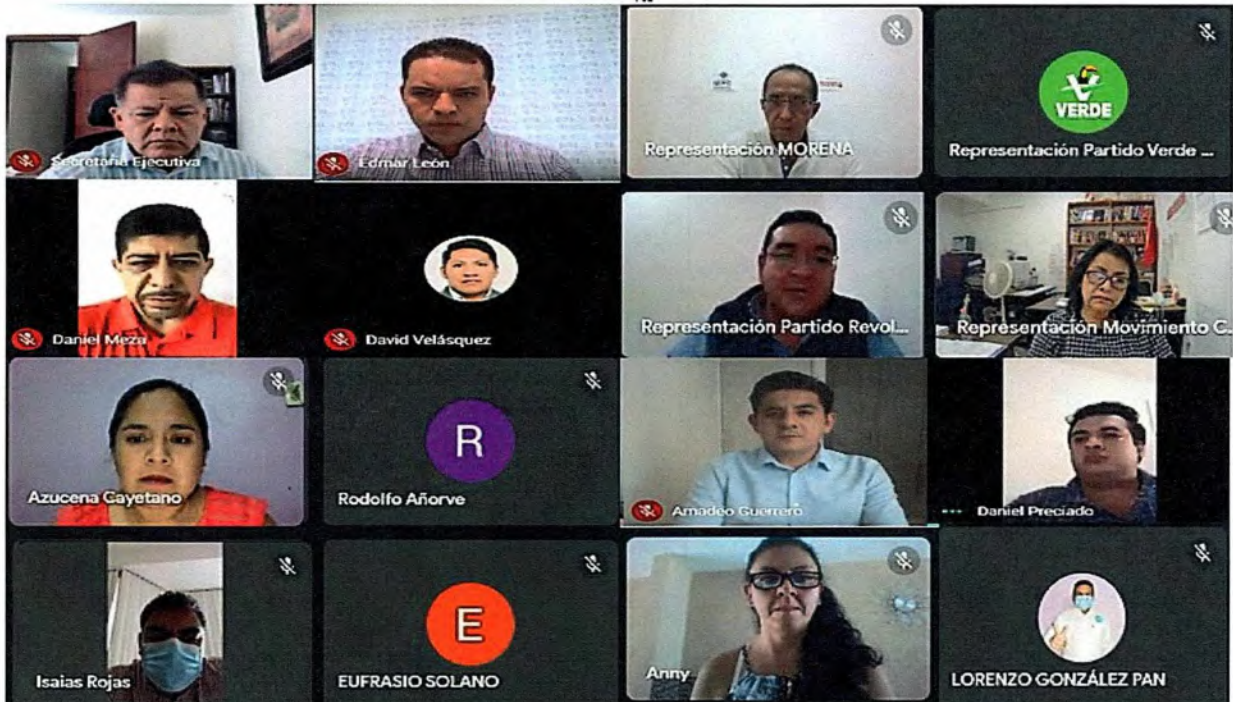 Secretaria Ejecutiva
Edmar León
Representación MORENA
VERDE
Representación Partido Verde ...
Daniel Meza
David Velásquez
Representación Partido Revol...
Representación Movimiento C...
Azucena Cayetano
R
Rodolfo Añorve
Amadeo Guerrero
Daniel Preciado
Isaias Rojas
E
EUFRASIO SOLANO
Anny
LORENZO GONZÁLEZ PAN